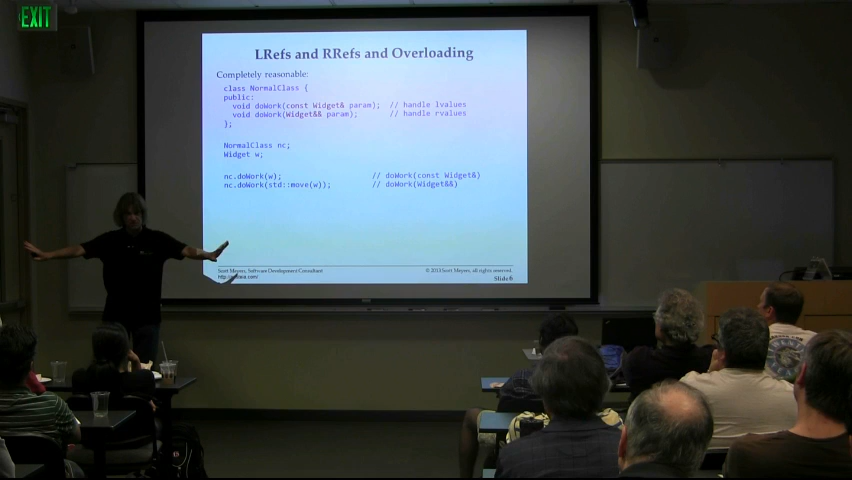 EXIT
LRefs and RRefs and Overloading
Completely reasonable:
class NormalClass {
public:
void doWork(const Widget& param); // handle lvalues
void doWork(Widget&& param); // handle rvalues
};
NormalClass nc;
Widget w;
nc.doWork(w); // doWork(const Widget&)
nc.doWork(std::move(w)); // doWork(Widget&&)
Scott Meyers, Software Development Consultant © 2013 Scott Meyers, all rights reserved.
Slide 6